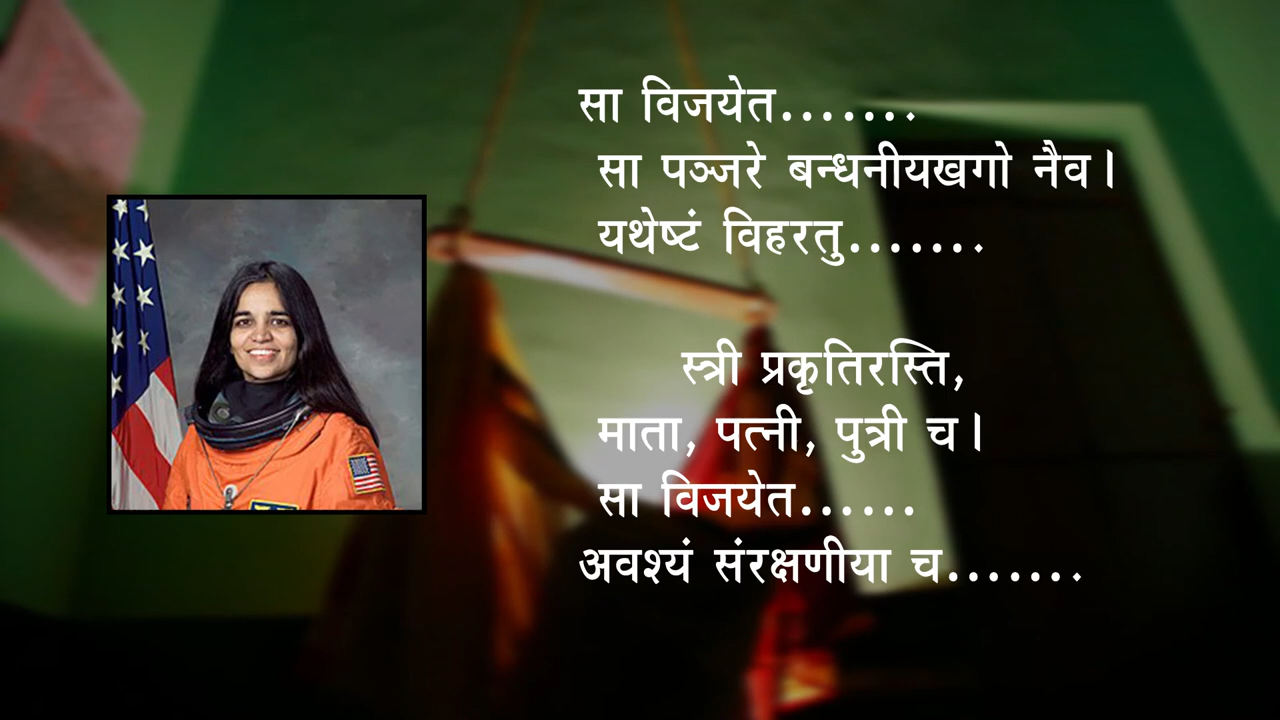 सा विजयेत.......
सा पञ्जरे बन्धनीयखगो नैव।
यथेष्टं विहरतु.......
स्त्री प्रकृतिरस्ति,
माता, पत्नी, पुत्री च।
सा विजयेत......
अवश्यं संरक्षणीया च.......